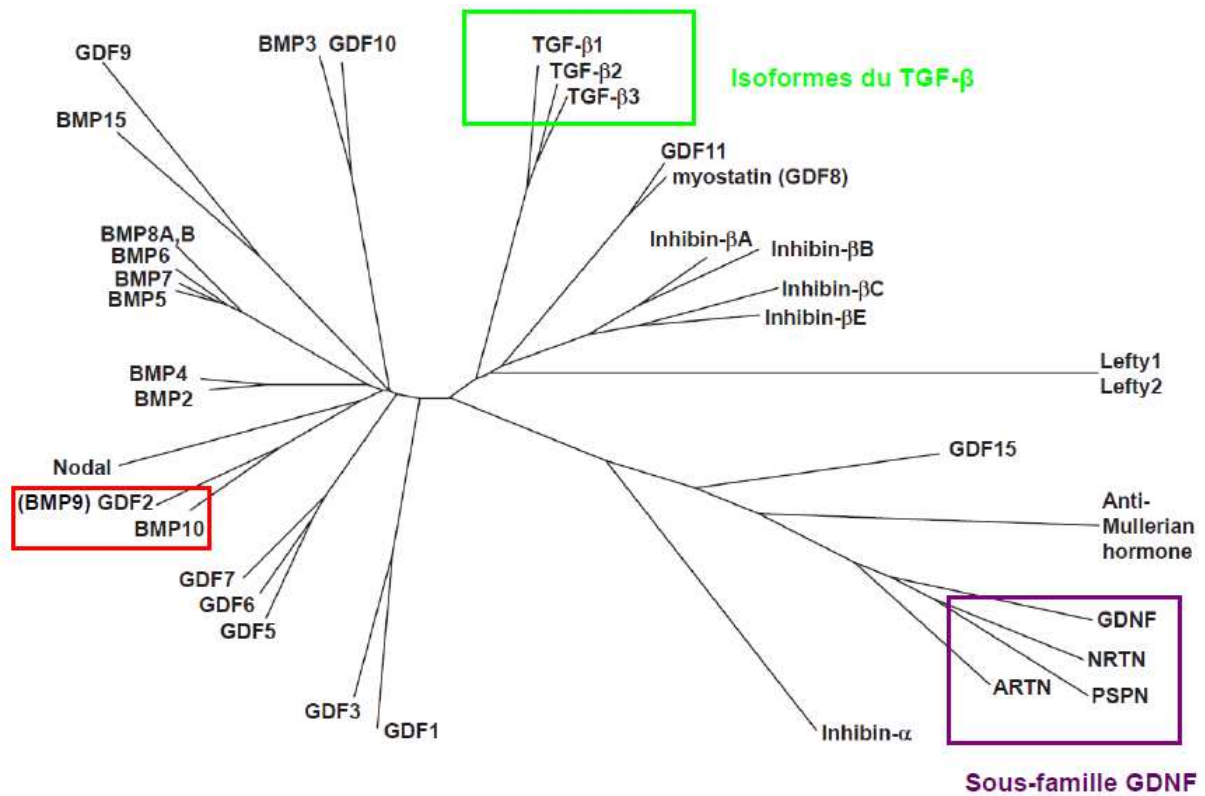 BMP3 GDF10
GDF9
TGF-β1
TGF-β2
TGF-β3
Isoformes du TGF-β
BMP15
GDF11
myostatin (GDF8)
BMP8A,B
BMP6
BMP7
BMP5
Inhibin-βA
Inhibin-βB
Inhibin-βC
Inhibin-βE
BMP4
BMP2
Lefty1
Lefty2
Nodal
(BMP9) GDF2
BMP10
GDF15
Anti-
Mullerian
hormone
GDF7
GDF6
GDF5
GDNF
NRTN
ARTN
PSPN
GDF3
GDF1
Inhibin-α
Sous-famille GDNF